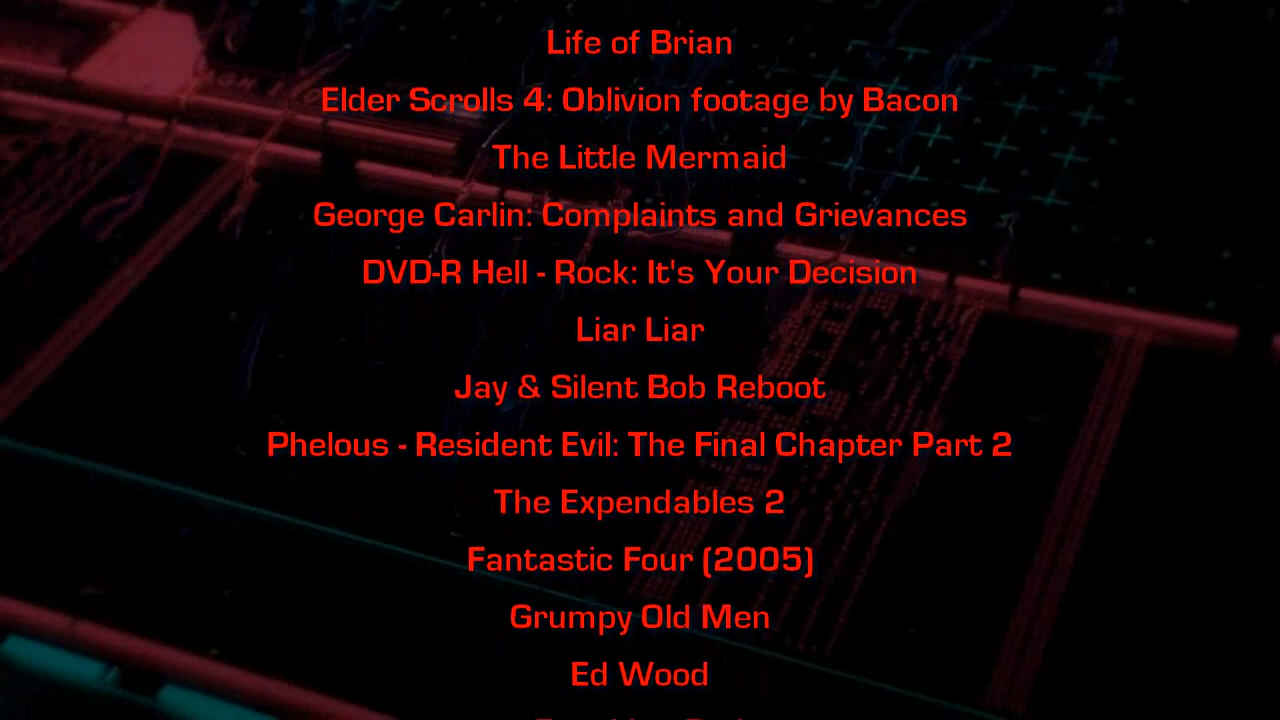 Life of Brian
Elder Scrolls 4: Oblivion footage by Bacon
The Little Mermaid
George Carlin: Complaints and Grievances
DVD-R Hell - Rock: It's Your Decision
Liar Liar
Jay & Silent Bob Reboot
Phelous - Resident Evil: The Final Chapter Part 2
The Expendables 2
Fantastic Four (2005)
Grumpy Old Men
Ed Wood